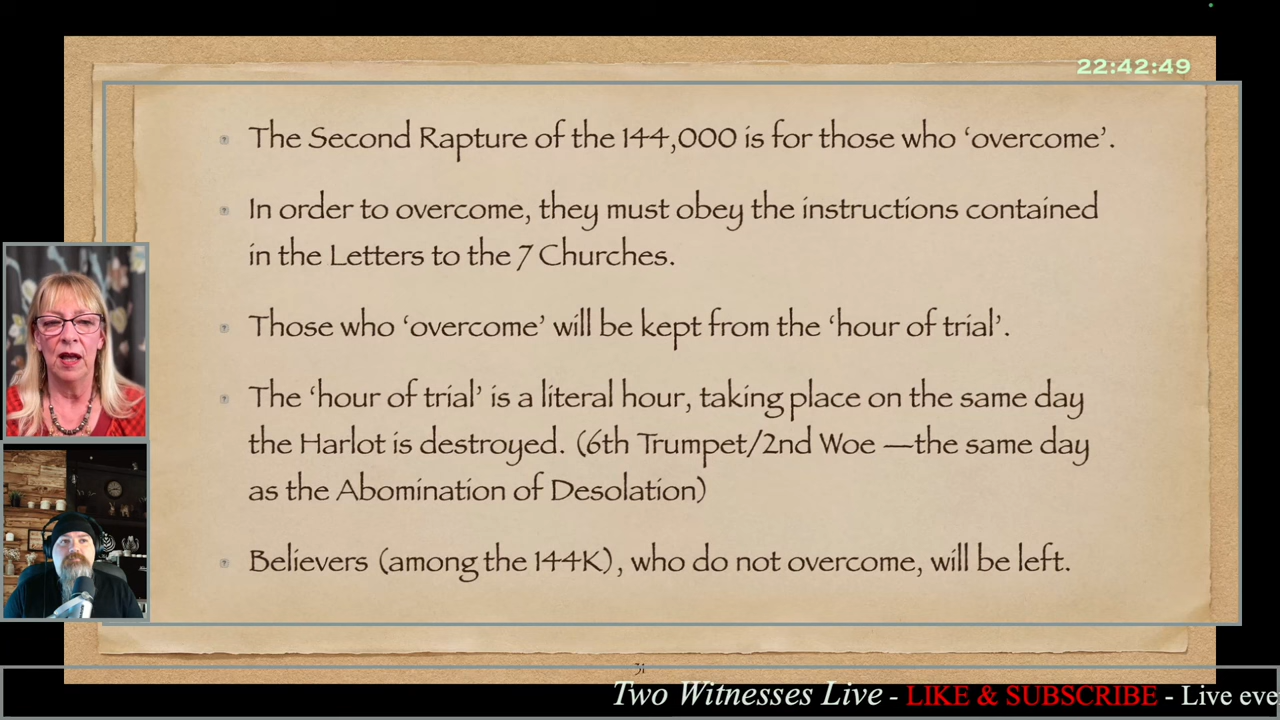 22:42:49
The Second Rapture of the 144,000 is for those who ‘overcome’.
In order to overcome, they must obey the instructions contained
in the Letters to the 7 Churches.
Those who ‘overcome’ will be kept from the ‘hour of trial’.
The ‘hour of trial’ is a literal hour, taking place on the same day
the Harlot is destroyed. (6th Trumpet/2nd Woe —the same day
as the Abomination of Desolation)
Believers (among the 144K), who do not overcome, will be left.
Two Witnesses Live - LIKE & SUBSCRIBE - Live eve